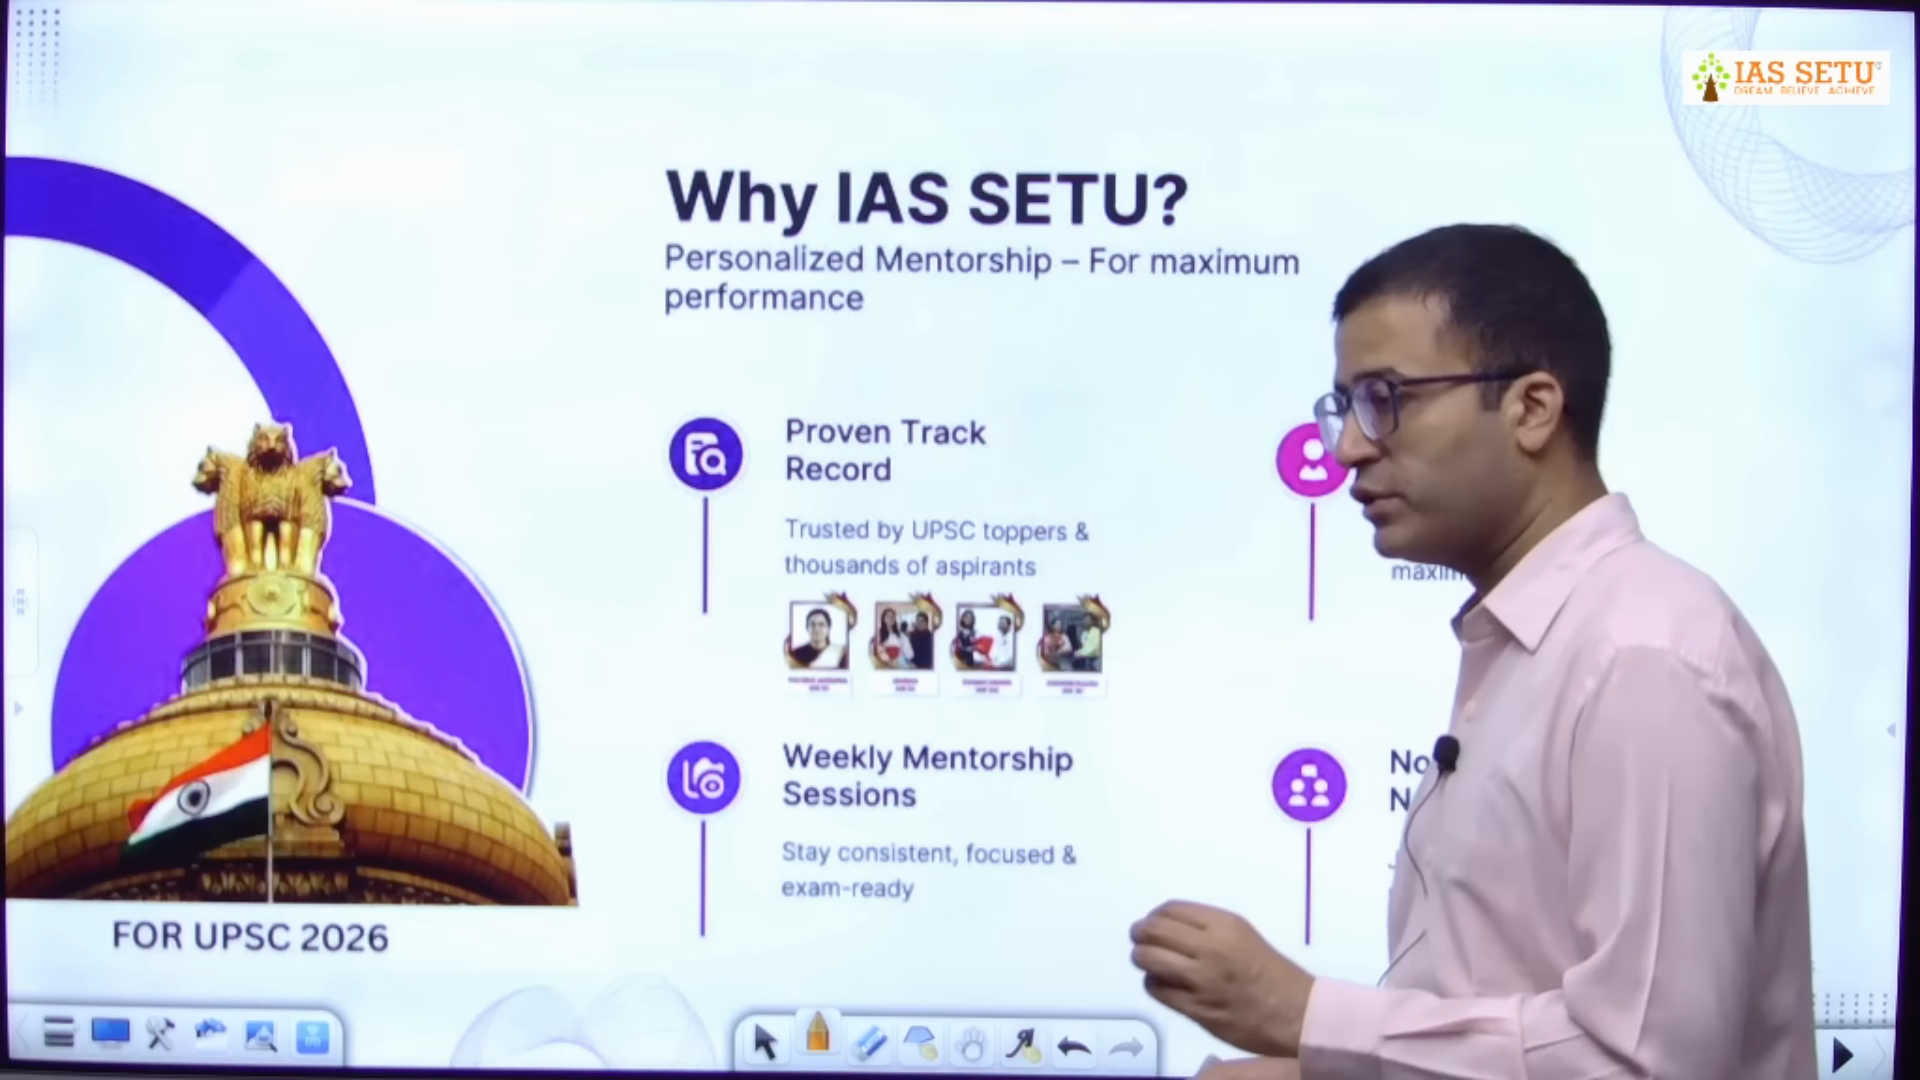 IAS SETU
DREAM BELIEVE ACHIEVE
Why IAS SETU?
Personalized Mentorship – For maximum
performance
Proven Track
Record
Trusted by UPSC toppers &
thousands of aspirants
Weekly Mentorship
Sessions
Stay consistent, focused &
exam-ready
No
N
FOR UPSC 2026